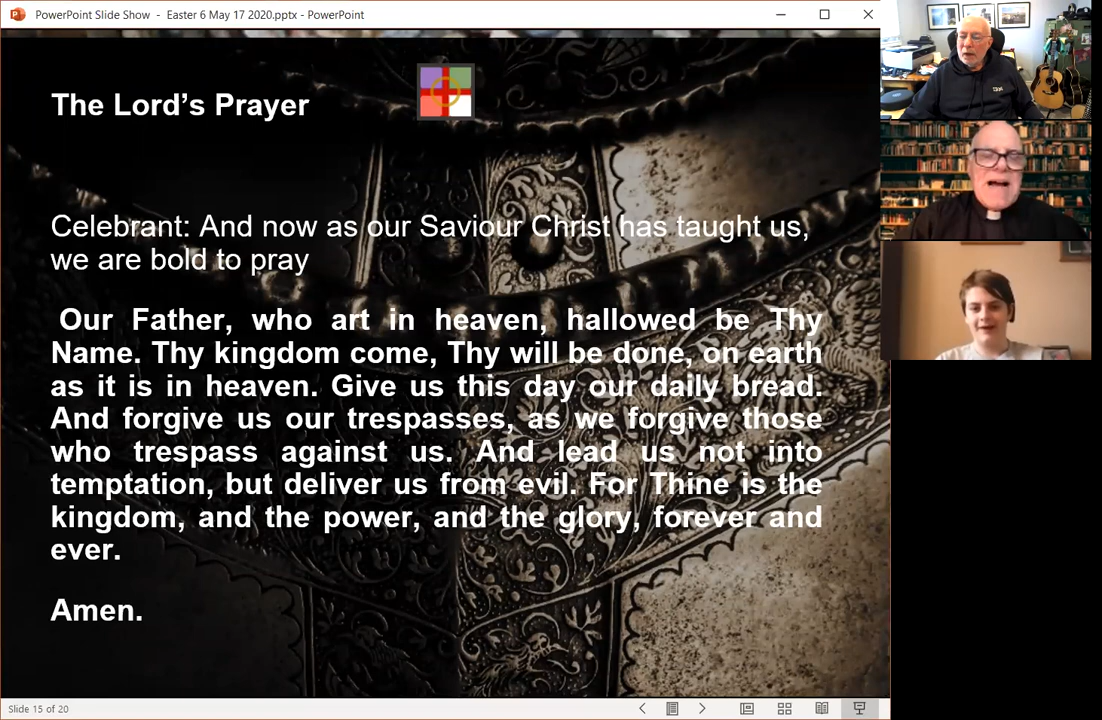 PowerPoint Slide Show - Easter 6 May 17 2020.pptx - PowerPoint
The Lord’s Prayer
Celebrant: And now as our Saviour Christ has taught us,
we are bold to pray
Our Father, who art in heaven, hallowed be Thy
Name. Thy kingdom come, Thy will be done, on earth
as it is in heaven. Give us this day our daily bread.
And forgive us our trespasses, as we forgive those
who trespass against us. And lead us not into
temptation, but deliver us from evil. For Thine is the
kingdom, and the power, and the glory, forever and
ever.
Amen.
Slide 15 of 20